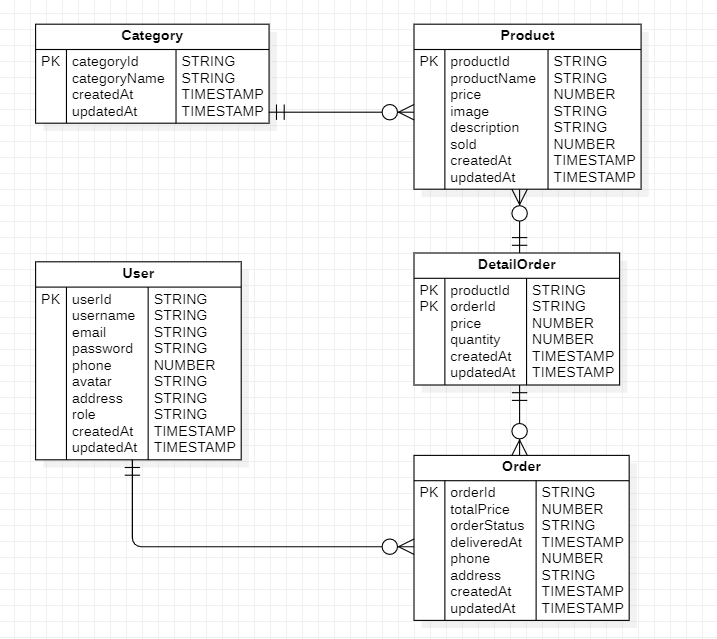 Category
PK categoryId STRING
categoryName STRING
createdAt TIMESTAMP
updatedAt TIMESTAMP
Product
PK productId STRING
productName STRING
price NUMBER
image STRING
description STRING
sold NUMBER
createdAt TIMESTAMP
updatedAt TIMESTAMP
User
PK userId STRING
username STRING
email STRING
password STRING
phone NUMBER
avatar STRING
address STRING
role STRING
createdAt TIMESTAMP
updatedAt TIMESTAMP
DetailOrder
PK productId STRING
PK orderId STRING
price NUMBER
quantity NUMBER
createdAt TIMESTAMP
updatedAt TIMESTAMP
Order
PK orderId STRING
totalPrice NUMBER
orderStatus STRING
deliveredAt TIMESTAMP
phone NUMBER
address STRING
createdAt TIMESTAMP
updatedAt TIMESTAMP